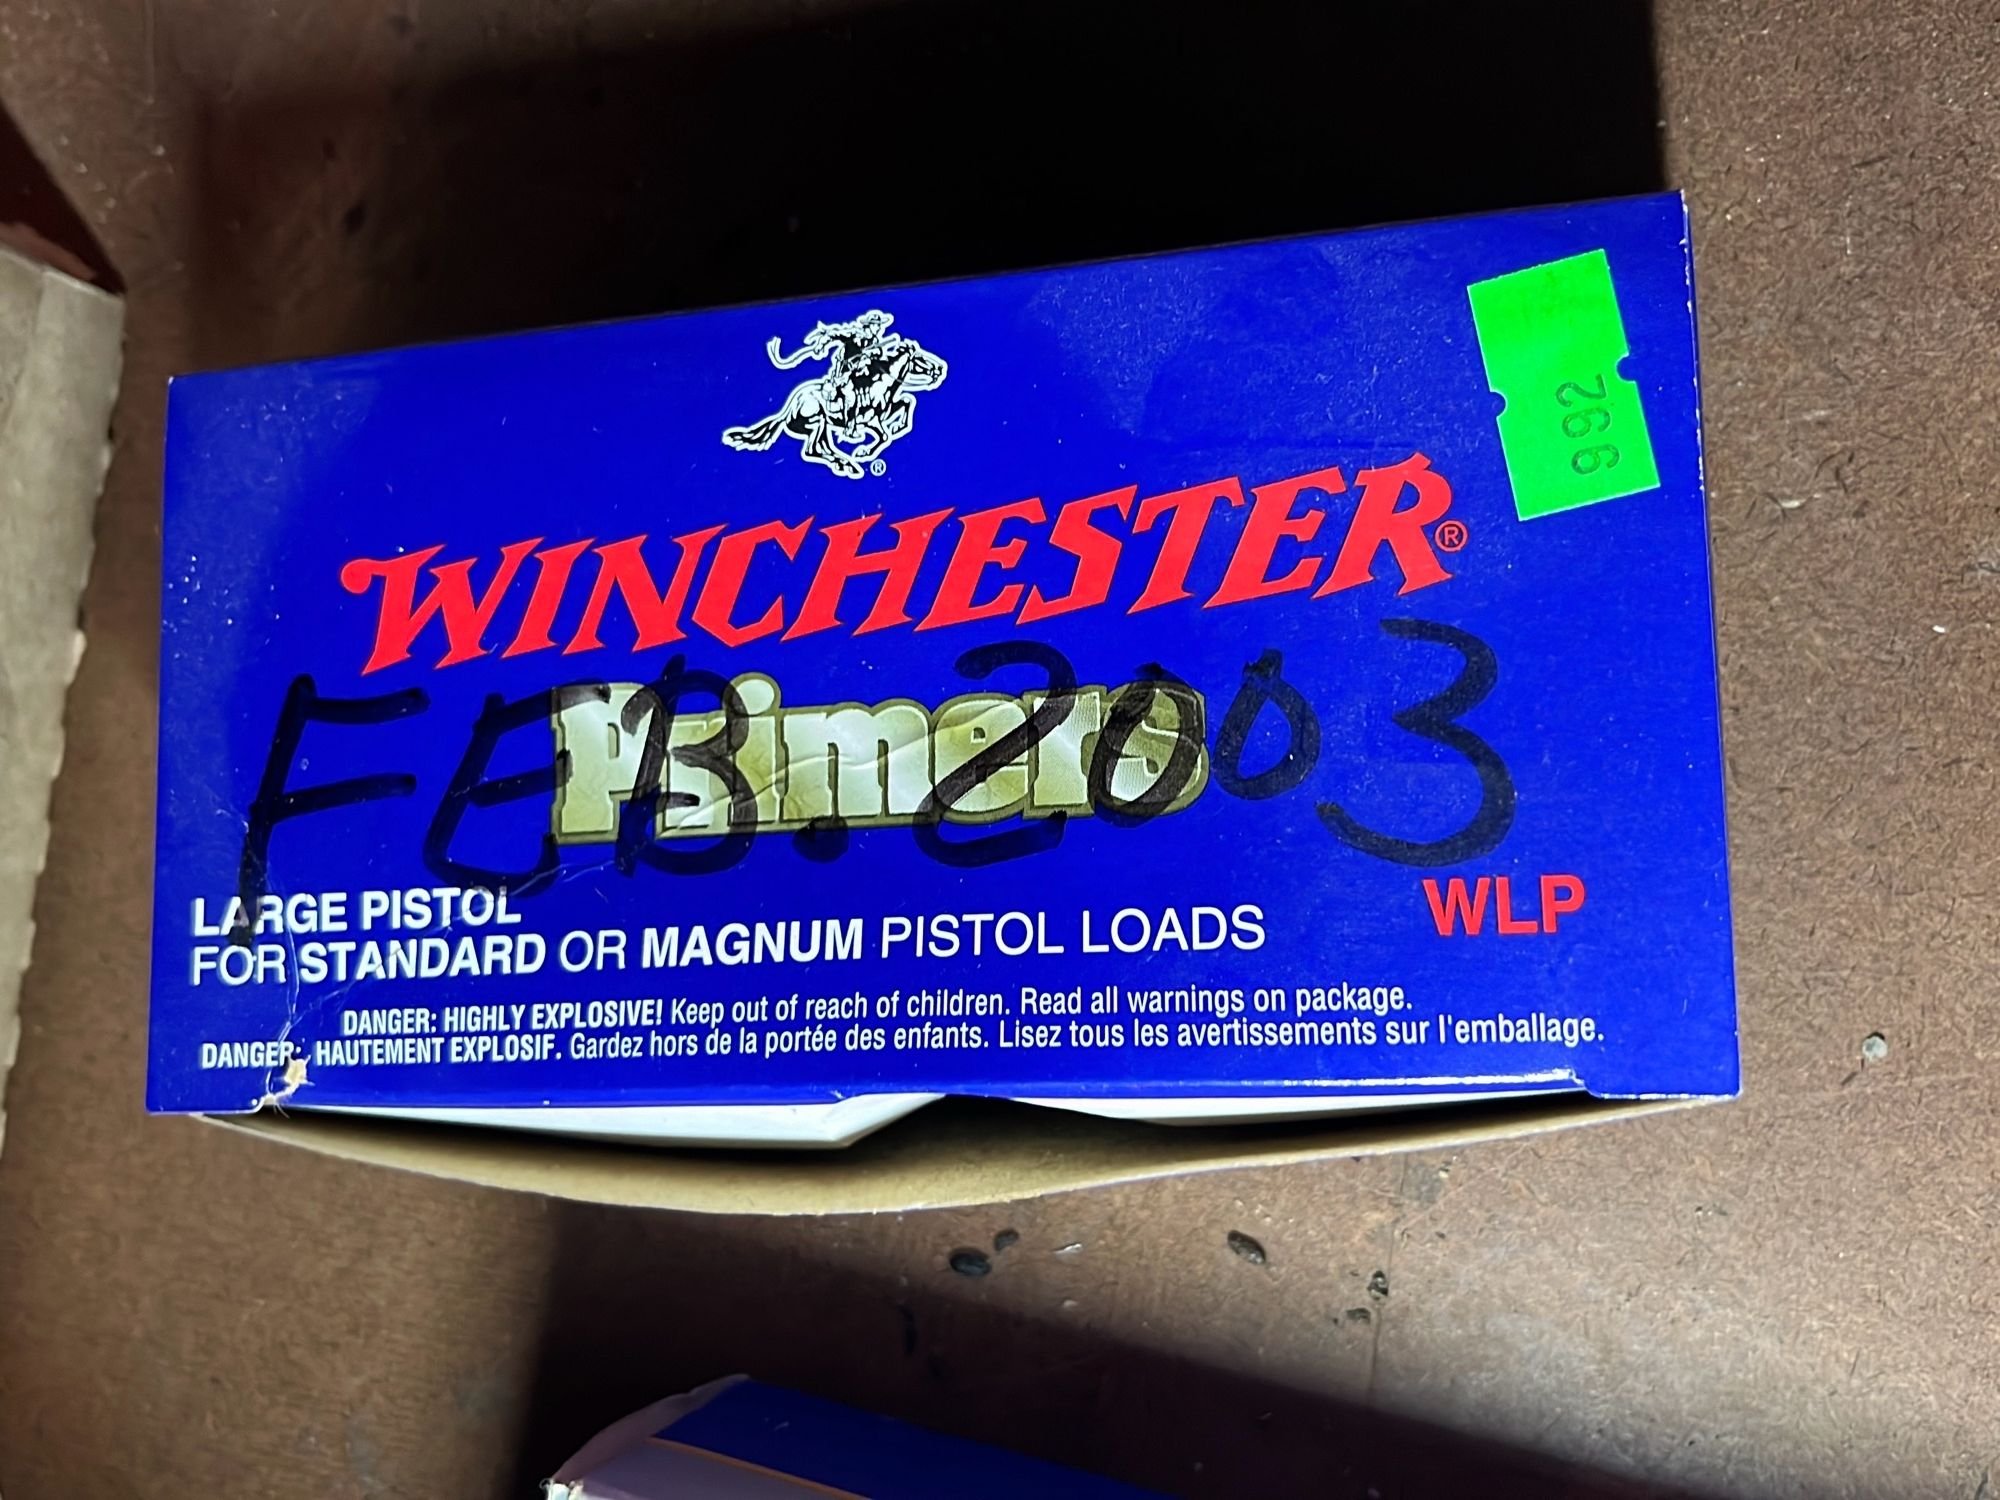 992
WINCHESTER®
Primers
FEB. 2003
LARGE PISTOL
WLP
FOR STANDARD OR MAGNUM PISTOL LOADS
DANGER: HIGHLY EXPLOSIVE! Keep out of reach of children. Read all warnings on package.
DANGER: HAUTEMENT EXPLOSIF. Gardez hors de la portée des enfants. Lisez tous les avertissements sur l'emballage.